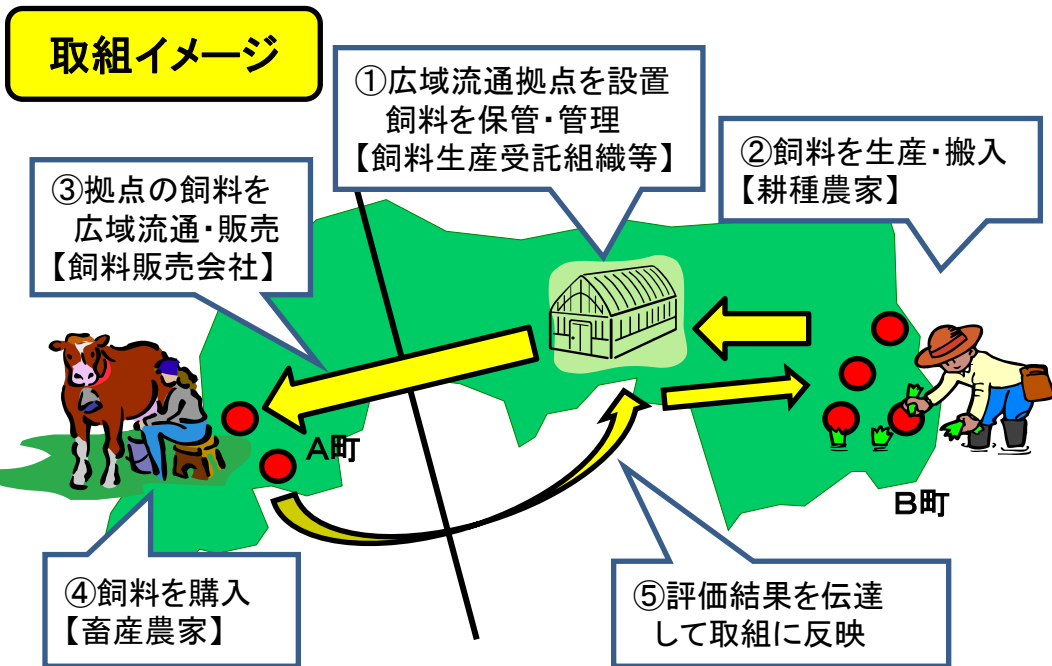 取組イメージ
①広域流通拠点を設置
飼料を保管・管理
【飼料生産受託組織等】
②飼料を生産・搬入
【耕種農家】
③拠点の飼料を
広域流通・販売
【飼料販売会社】
A町
B町
④飼料を購入
【畜産農家】
⑤評価結果を伝達
して取組に反映